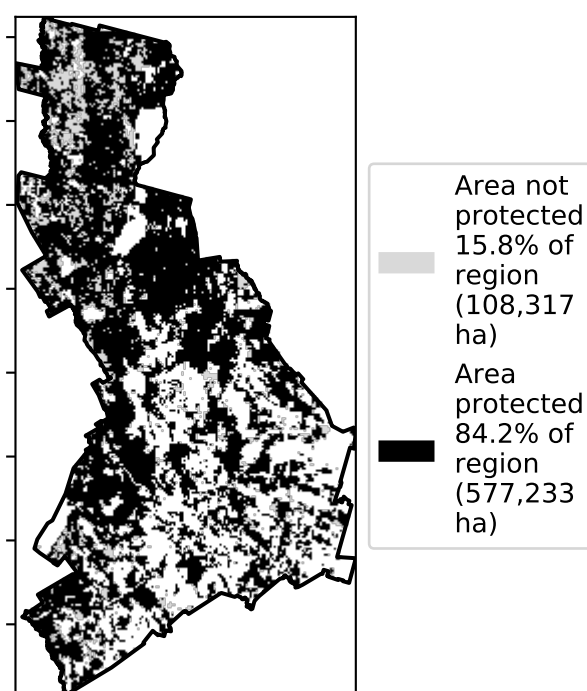 Area not
protected
15.8% of
region
(108,317
ha)
Area
protected
84.2% of
region
(577,233
ha)